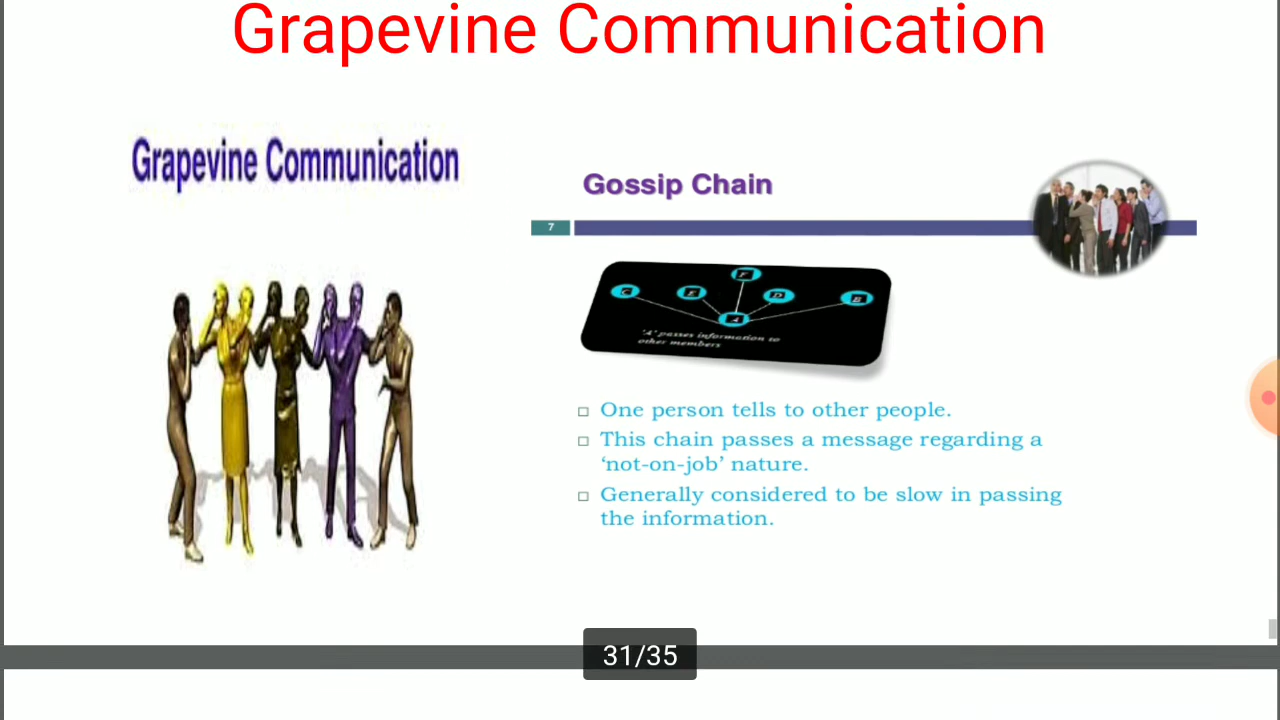 Grapevine Communication
Grapevine Communication
Gossip Chain
7
F
C
E
D
B
A
'A' passes information to
other members
□ One person tells to other people.
□ This chain passes a message regarding a
‘not-on-job’ nature.
□ Generally considered to be slow in passing
the information.
31/35